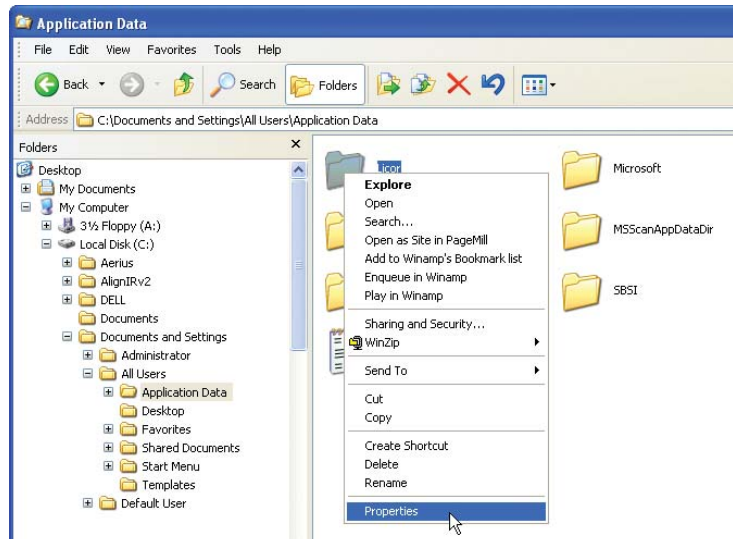 Application Data
File Edit View Favorites Tools Help
Back Search Folders
Address C:\Documents and Settings\All Users\Application Data
Folders
Desktop
My Documents
My Computer
3½ Floppy (A:)
Local Disk (C:)
Aerius
AlignIRv2
DELL
Documents
Documents and Settings
Administrator
All Users
Application Data
Desktop
Favorites
Shared Documents
Start Menu
Templates
Default User
.icor
Explore
Open
Search...
Open as Site in PageMill
Add to Winamp's Bookmark list
Enqueue in Winamp
Play in Winamp
Sharing and Security...
WinZip
Send To
Cut
Copy
Create Shortcut
Delete
Rename
Properties
Microsoft
MSScanAppDataDir
SBSI